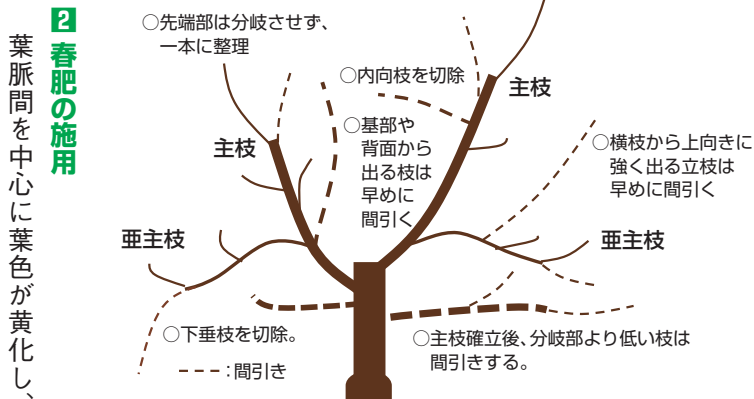 2 春肥の施用
葉脈間を中心に葉色が黄化し、
○先端部は分岐させず、
一本に整理
○内向枝を切除
主枝
主枝
○基部や
背面から
出る枝は
早めに
間引く
○横枝から上向きに
強く出る立枝は
早めに間引く
亜主枝
亜主枝
○下垂枝を切除。
:間引き
○主枝確立後、分岐部より低い枝は
間引きする。